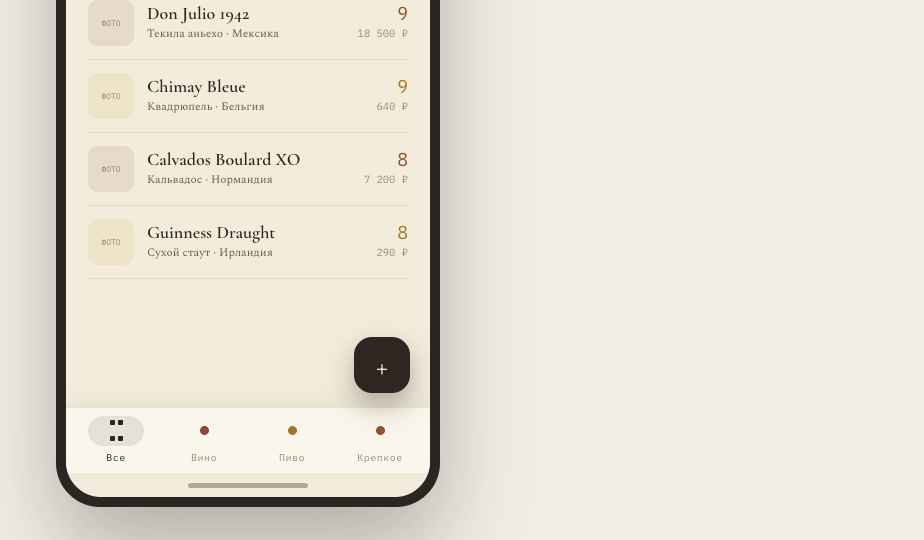 ФОТО
Don Julio 1942
9
Текила аньехо · Мексика
18 500 ₽
ФОТО
Chimay Bleue
9
Квадрюпель · Бельгия
640 ₽
ФОТО
Calvados Boulard XO
8
Кальвадос · Нормандия
7 200 ₽
ФОТО
Guinness Draught
8
Сухой стаут · Ирландия
290 ₽
+
Все
Вино
Пиво
Крепкое